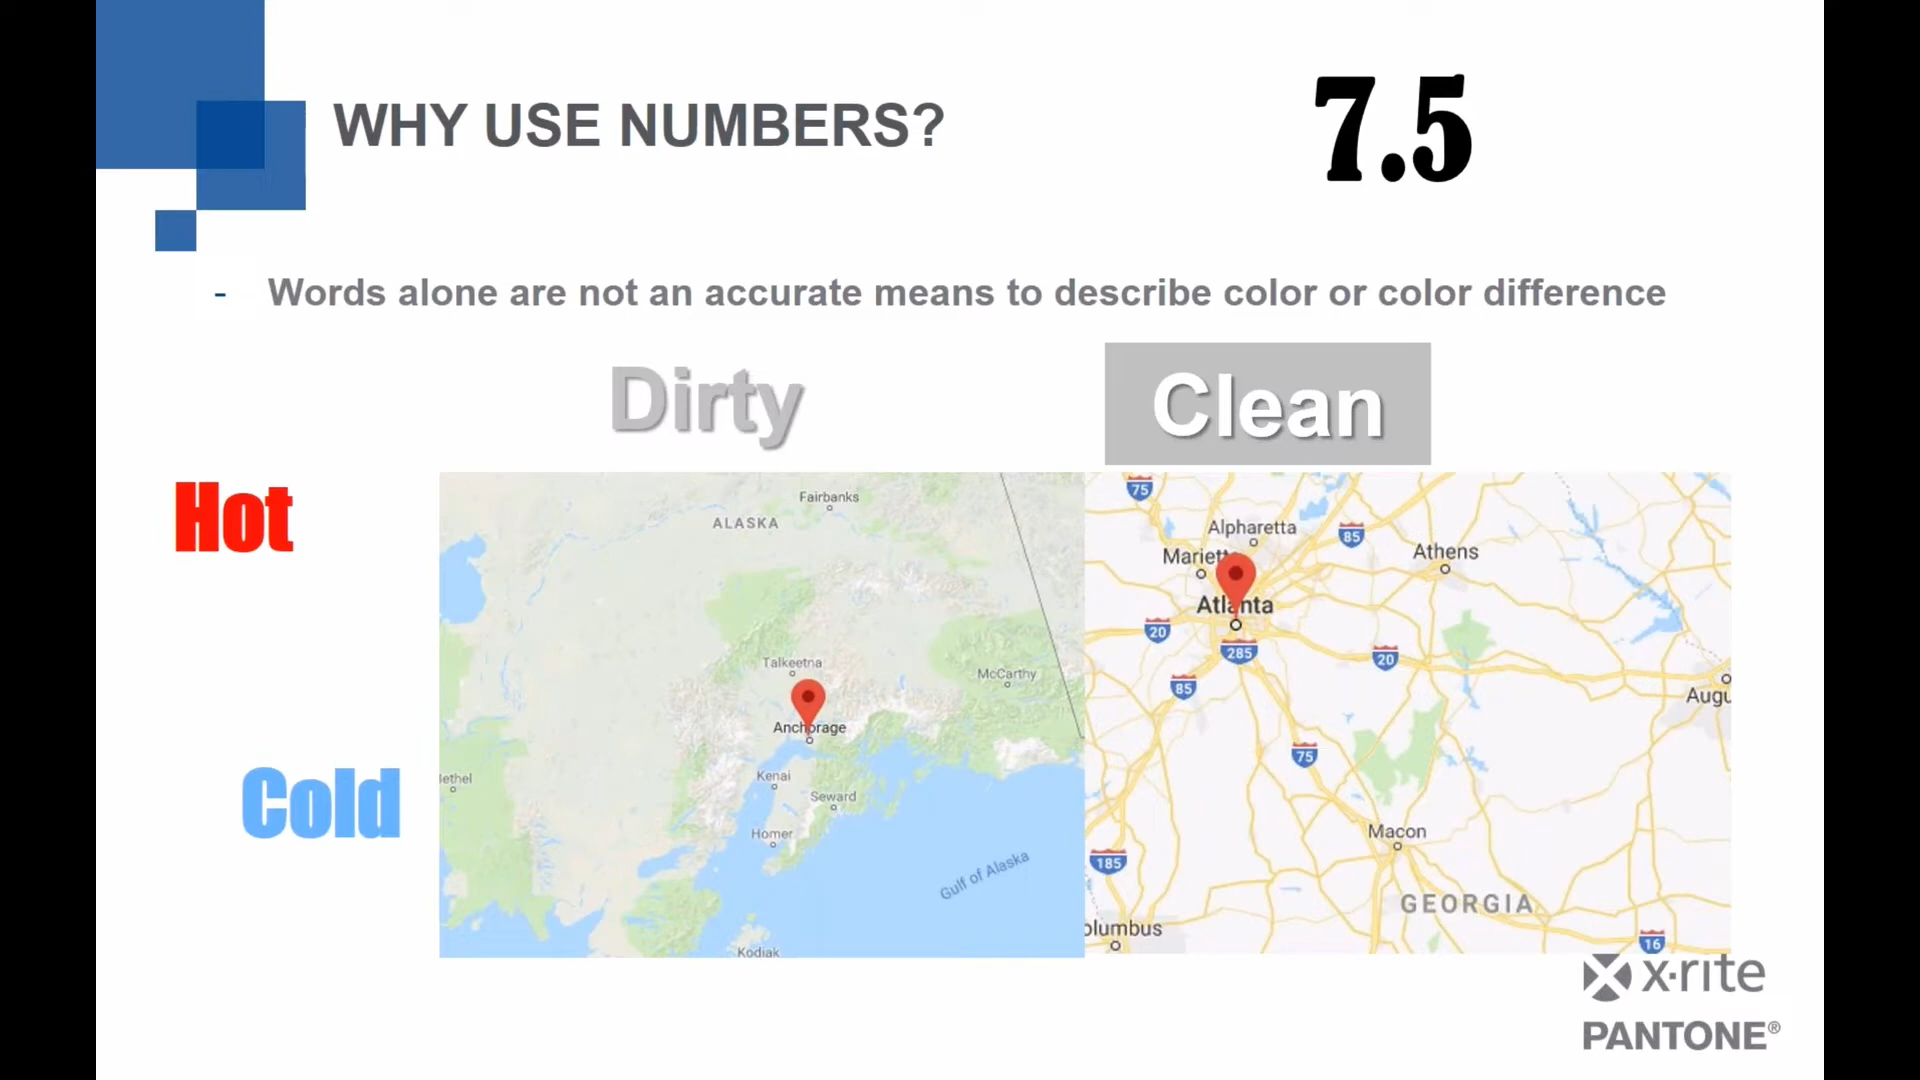 WHY USE NUMBERS?
7.5
- Words alone are not an accurate means to describe color or color difference
Dirty
Clean
Hot
Cold
Fairbanks
ALASKA
Talkeetna
McCarthy
Anchorage
Kenai
Seward
Homer
Gulf of Alaska
Kodiak
75
Alpharetta
85
Athens
Atlanta
20
285
20
85
75
Macon
185
GEORGIA
16
x·rite
PANTONE®